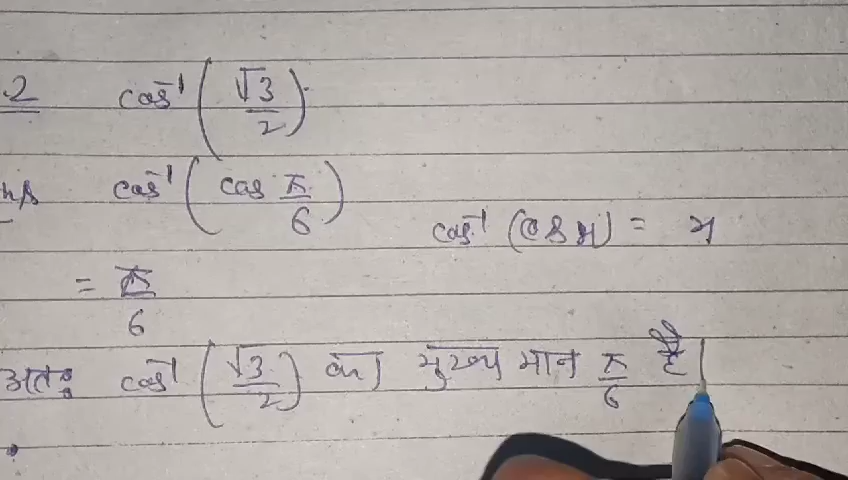 2 cos⁻¹(√3/2)
Ans cos⁻¹(cos π/6)
cos⁻¹(cos x) = x
= π/6
अतः cos⁻¹(√3/2) का मुख्य मान π/6 है।